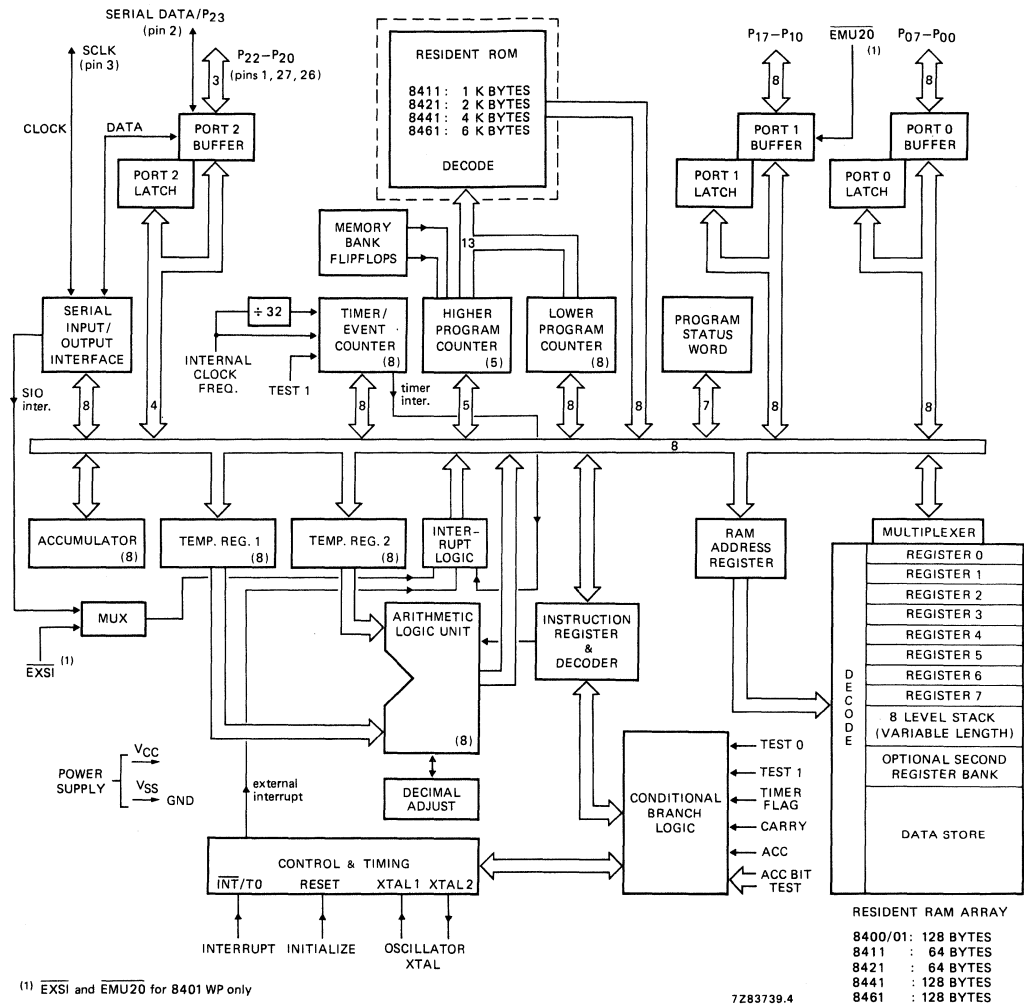 SERIAL DATA/P23
(pin 2)
SCLK
(pin 3)
P22–P20
(pins 1, 27, 26)
3
CLOCK
DATA
PORT 2
BUFFER
PORT 2
LATCH
RESIDENT ROM
8411: 1 K BYTES
8421: 2 K BYTES
8441: 4 K BYTES
8461: 6 K BYTES
DECODE
P17–P10
EMU20
(1)
P07–P00
8
8
PORT 1
BUFFER
PORT 0
BUFFER
PORT 1
LATCH
PORT 0
LATCH
MEMORY
BANK
FLIPFLOPS
13
SERIAL
INPUT/
OUTPUT
INTERFACE
÷ 32
TIMER/
EVENT
COUNTER
(8)
HIGHER
PROGRAM
COUNTER
(5)
LOWER
PROGRAM
COUNTER
(8)
PROGRAM
STATUS
WORD
INTERNAL
CLOCK
FREQ.
TEST 1
SIO
inter.
timer
inter.
8
4
8
5
8
8
7
8
8
8
ACCUMULATOR
(8)
TEMP. REG. 1
(8)
TEMP. REG. 2
(8)
INTER–
RUPT
LOGIC
RAM
ADDRESS
REGISTER
MULTIPLEXER
REGISTER 0
REGISTER 1
REGISTER 2
REGISTER 3
REGISTER 4
REGISTER 5
REGISTER 6
REGISTER 7
8 LEVEL STACK
(VARIABLE LENGTH)
OPTIONAL SECOND
REGISTER BANK
DATA STORE
DECODE
MUX
EXSI (1)
ARITHMETIC
LOGIC UNIT
(8)
INSTRUCTION
REGISTER
&
DECODER
DECIMAL
ADJUST
POWER
SUPPLY
VCC
VSS
GND
external
interrupt
CONDITIONAL
BRANCH
LOGIC
TEST 0
TEST 1
TIMER
FLAG
CARRY
ACC
ACC BIT
TEST
CONTROL & TIMING
INT/T0 RESET XTAL 1 XTAL 2
INTERRUPT INITIALIZE OSCILLATOR
XTAL
RESIDENT RAM ARRAY
8400/01: 128 BYTES
8411 : 64 BYTES
8421 : 64 BYTES
8441 : 128 BYTES
8461 : 128 BYTES
(1) EXSI and EMU20 for 8401 WP only
7Z83739.4